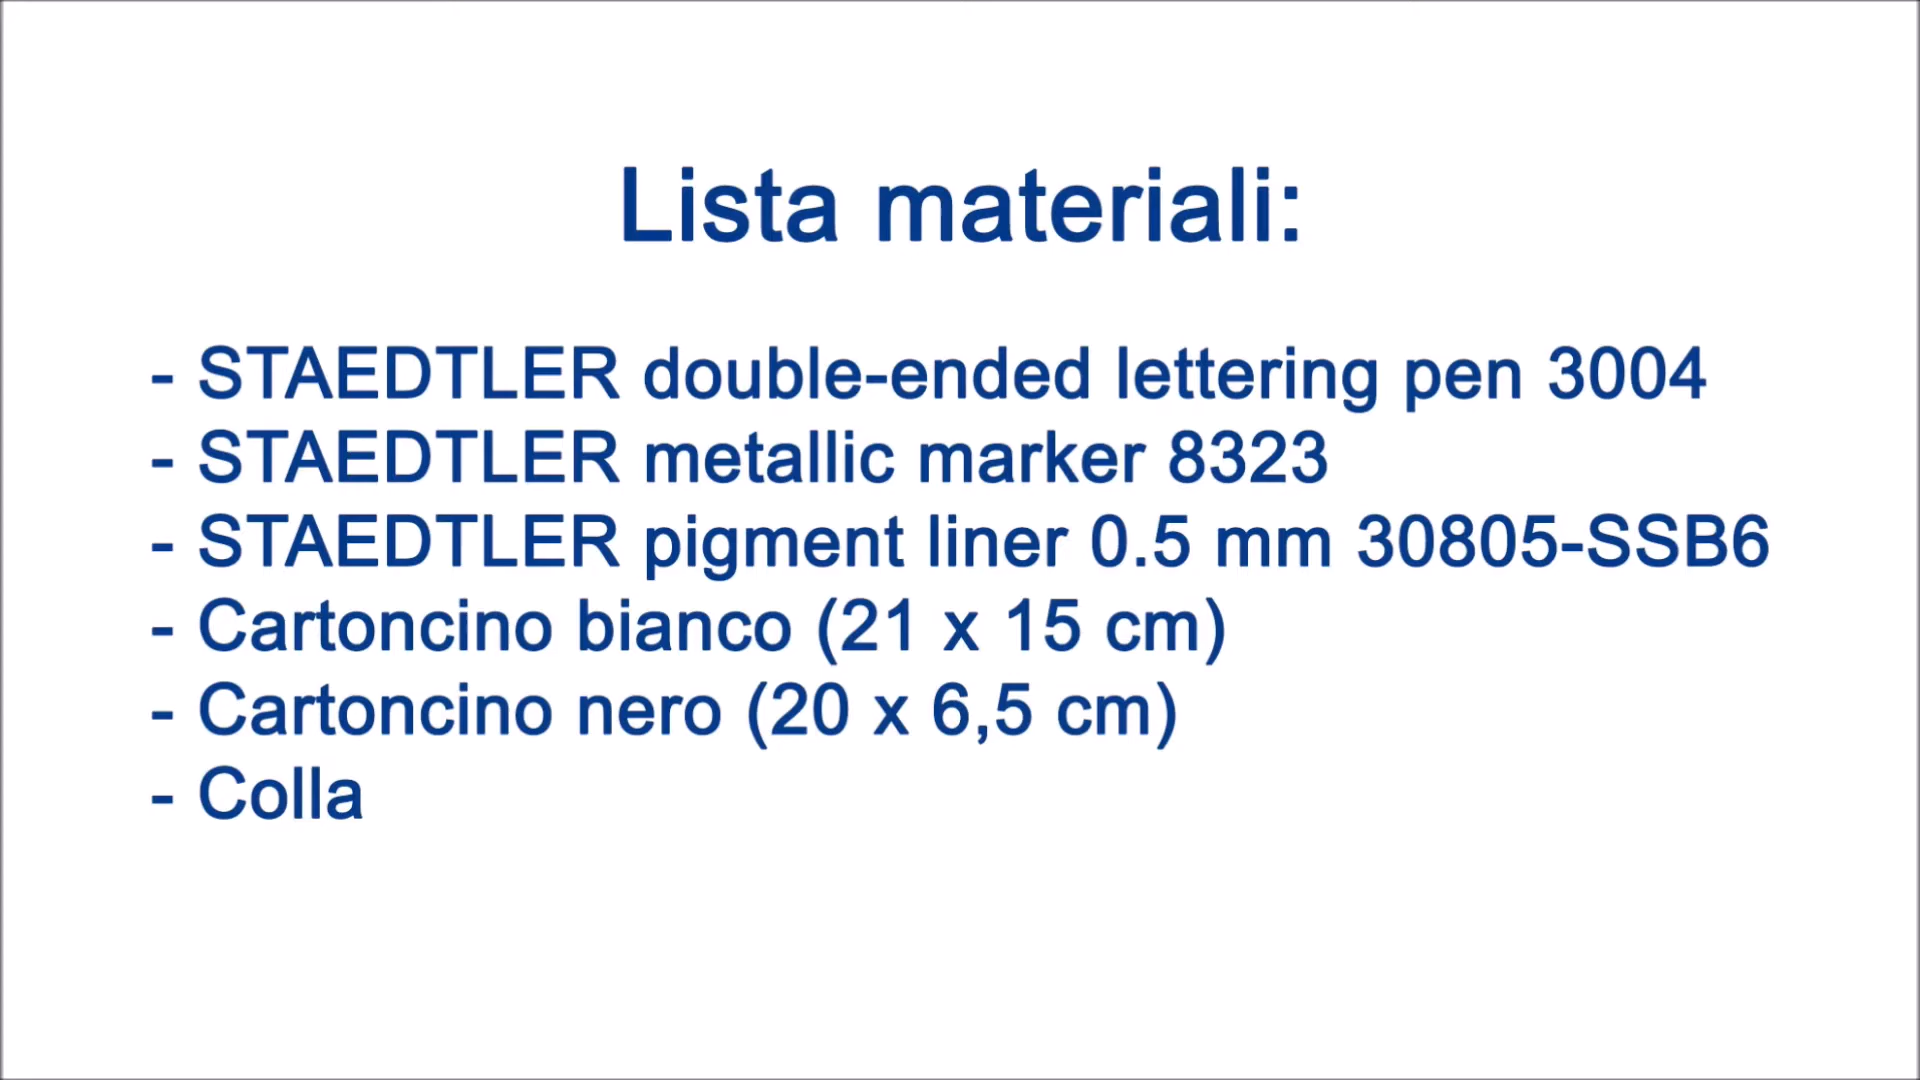 Lista materiali:
- STAEDTLER double-ended lettering pen 3004
- STAEDTLER metallic marker 8323
- STAEDTLER pigment liner 0.5 mm 30805-SSB6
- Cartoncino bianco (21 x 15 cm)
- Cartoncino nero (20 x 6,5 cm)
- Colla